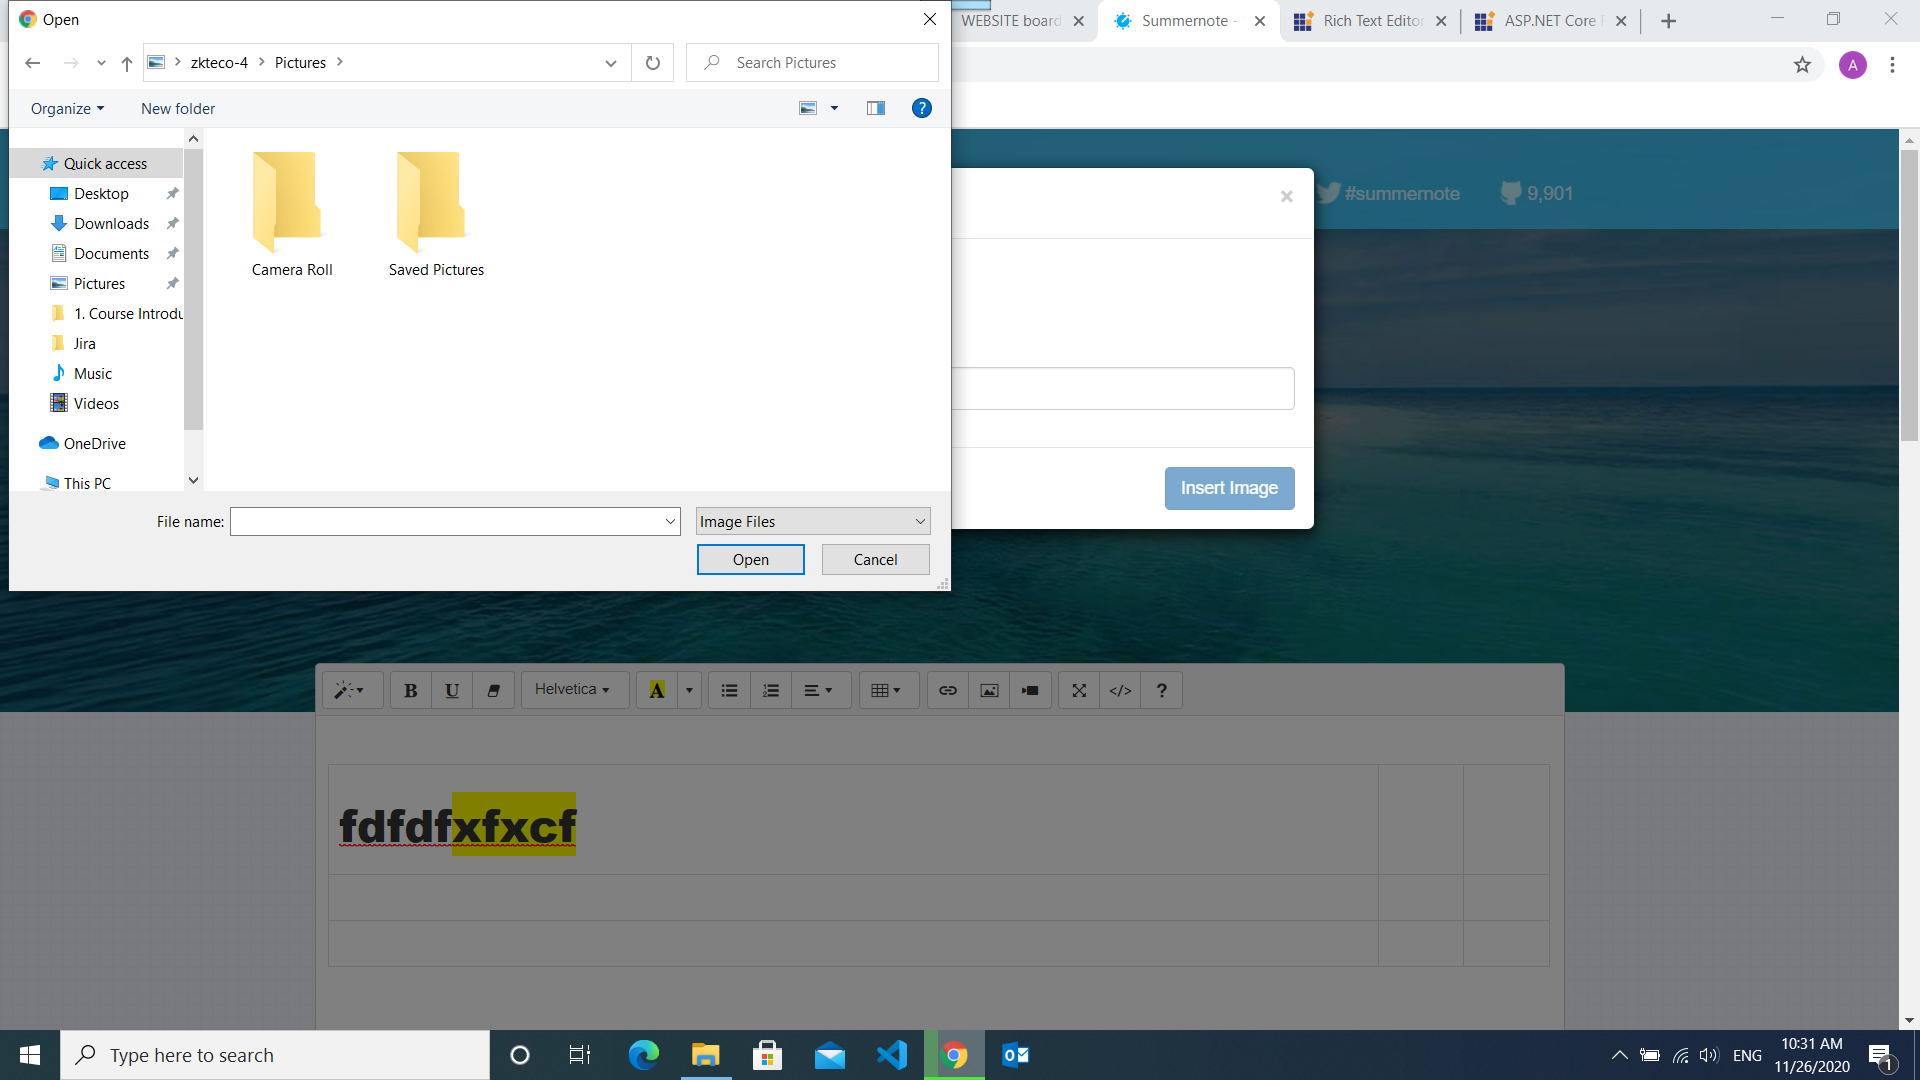 Open
WEBSITE board
Summernote -
Rich Text Editor
ASP.NET Core
zkteco-4
Pictures
Search Pictures
A
Organize
New folder
?
Quick access
Desktop
Downloads
Documents
Pictures
1. Course Introdu
Jira
Music
Videos
OneDrive
This PC
Camera Roll
Saved Pictures
File name:
Image Files
Open
Cancel
×
#summernote
9,901
Insert Image
B
U
Helvetica
A
</>
?
fdfdfxfxcf
Type here to search
ENG
10:31 AM
11/26/2020
1